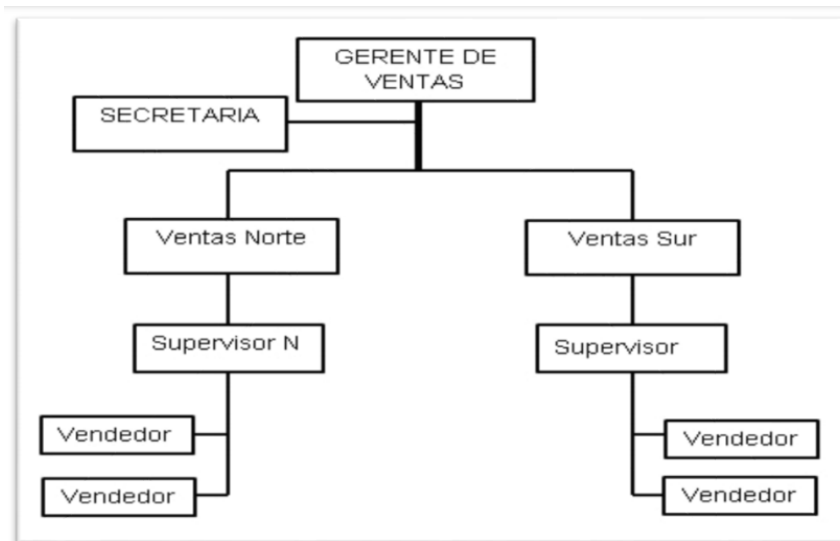 GERENTE DE
VENTAS
SECRETARIA
Ventas Norte
Ventas Sur
Supervisor N
Supervisor
Vendedor
Vendedor
Vendedor
Vendedor